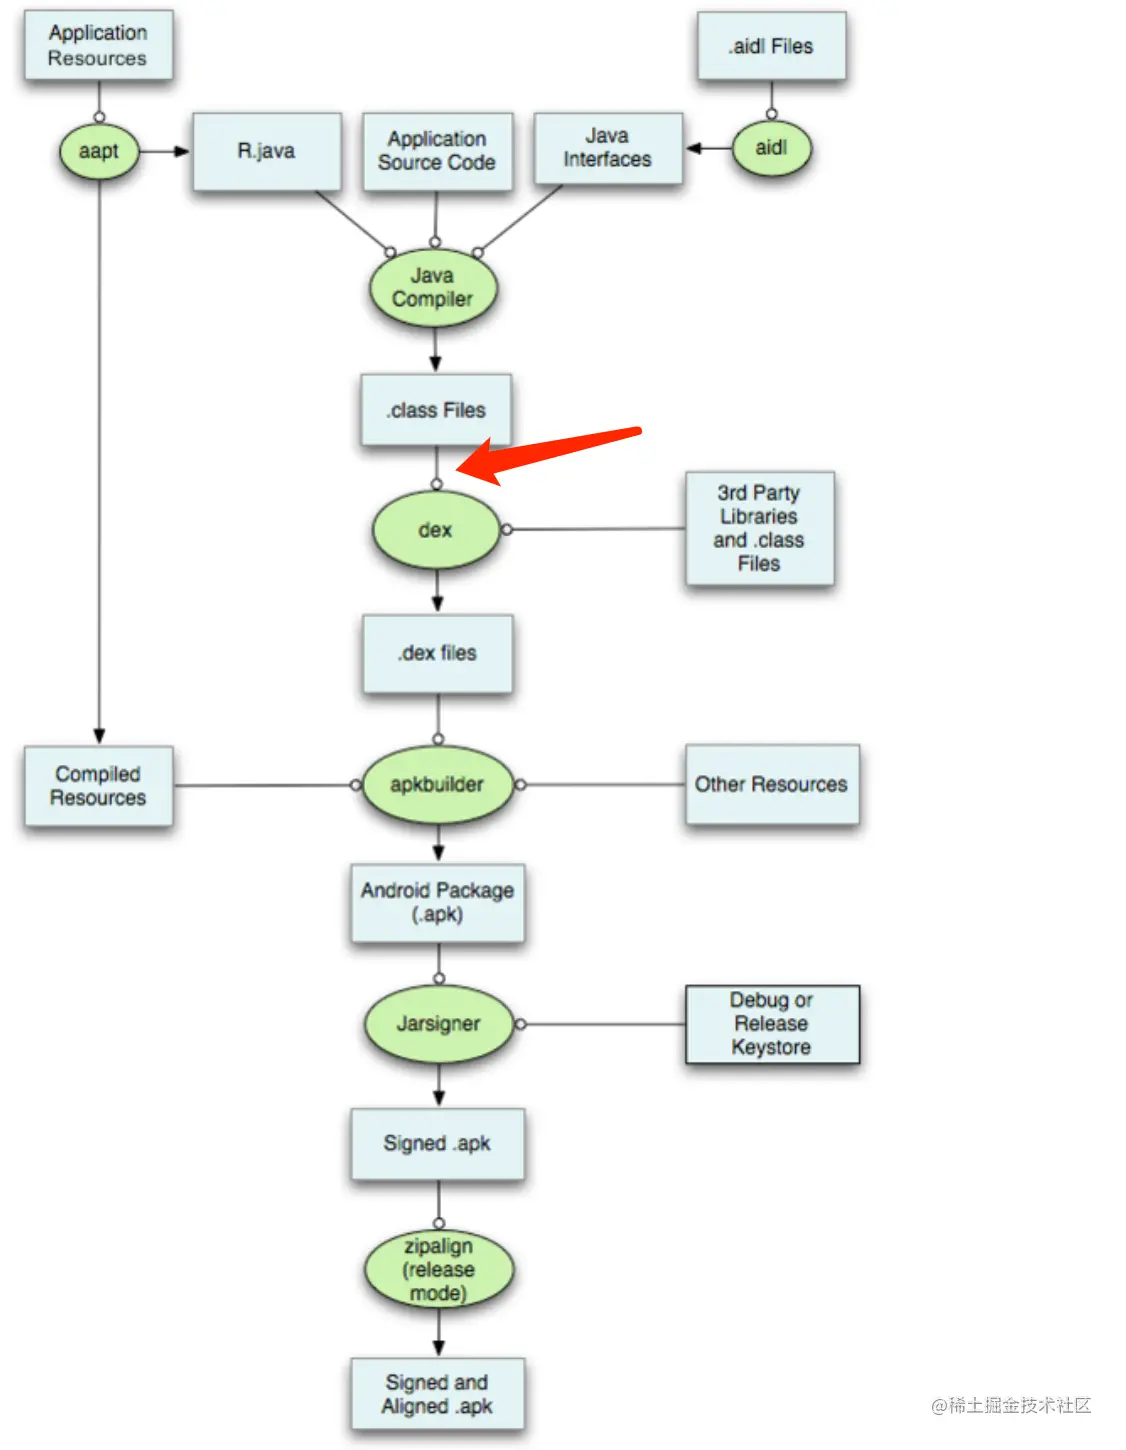 Application
Resources
.aidl Files
aapt
R.java
Application
Source Code
Java
Interfaces
aidl
Java
Compiler
.class Files
dex
3rd Party
Libraries
and .class
Files
.dex files
Compiled
Resources
apkbuilder
Other Resources
Android Package
(.apk)
Jarsigner
Debug or
Release
Keystore
Signed .apk
zipalign
(release
mode)
Signed and
Aligned .apk
@稀土掘金技术社区